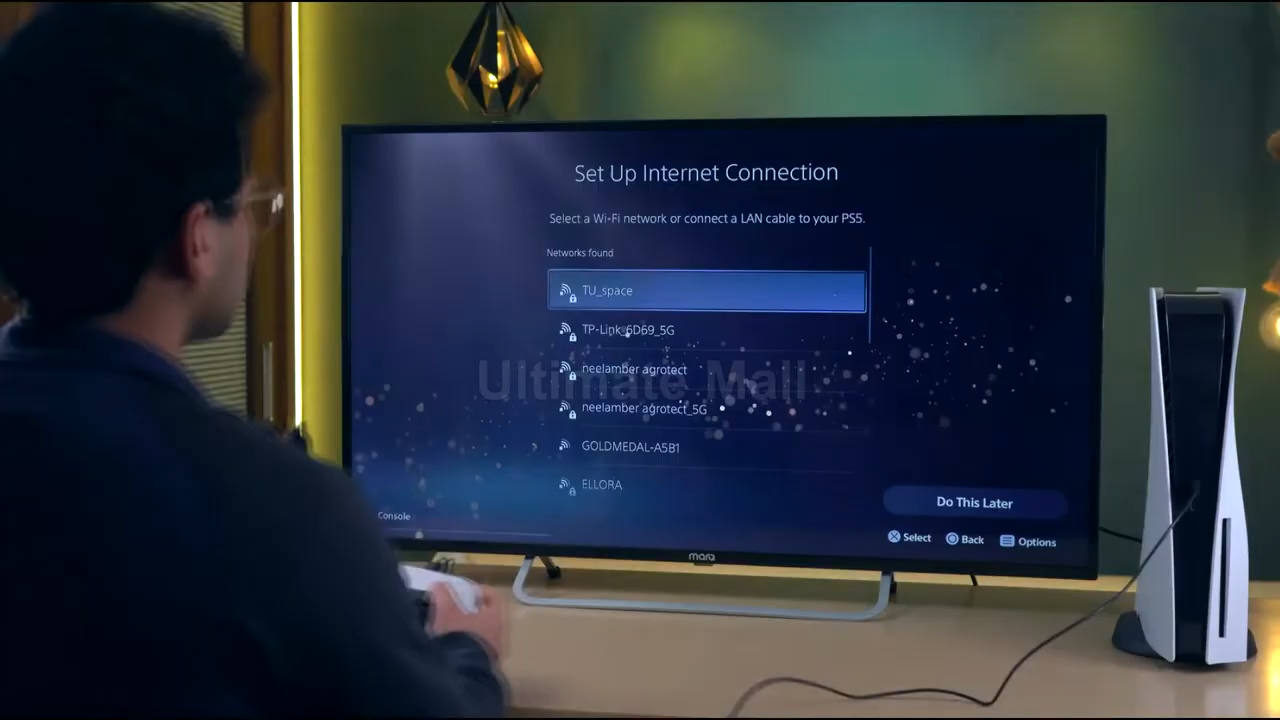 Set Up Internet Connection
Select a Wi-Fi network or connect a LAN cable to your PS5.
Networks found
TU_space
TP-Link_6D69_5G
neelamber agrotect
Ultimate Mall
neelamber agrotect_5G
GOLDMEDAL-A5B1
ELLORA
Do This Later
Console
Select Back Options
marq